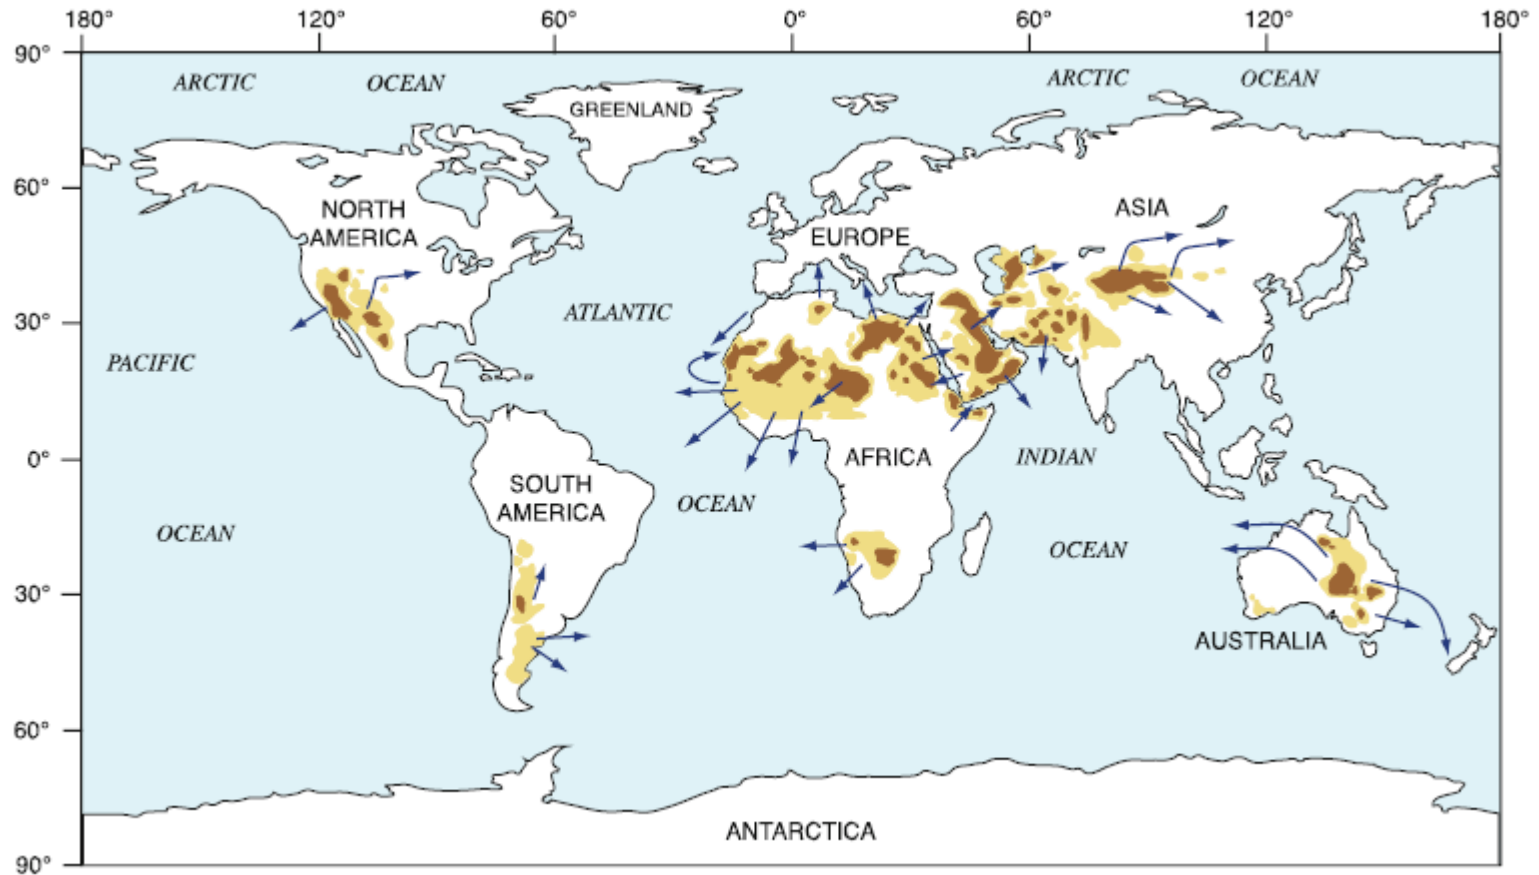 180° 120° 60° 0° 60° 120° 180°
90°
ARCTIC OCEAN ARCTIC OCEAN
GREENLAND
60°
NORTH
AMERICA
EUROPE
ASIA
ATLANTIC
30°
PACIFIC
0°
AFRICA
INDIAN
SOUTH
AMERICA
OCEAN
OCEAN
OCEAN
30°
AUSTRALIA
60°
ANTARCTICA
90°